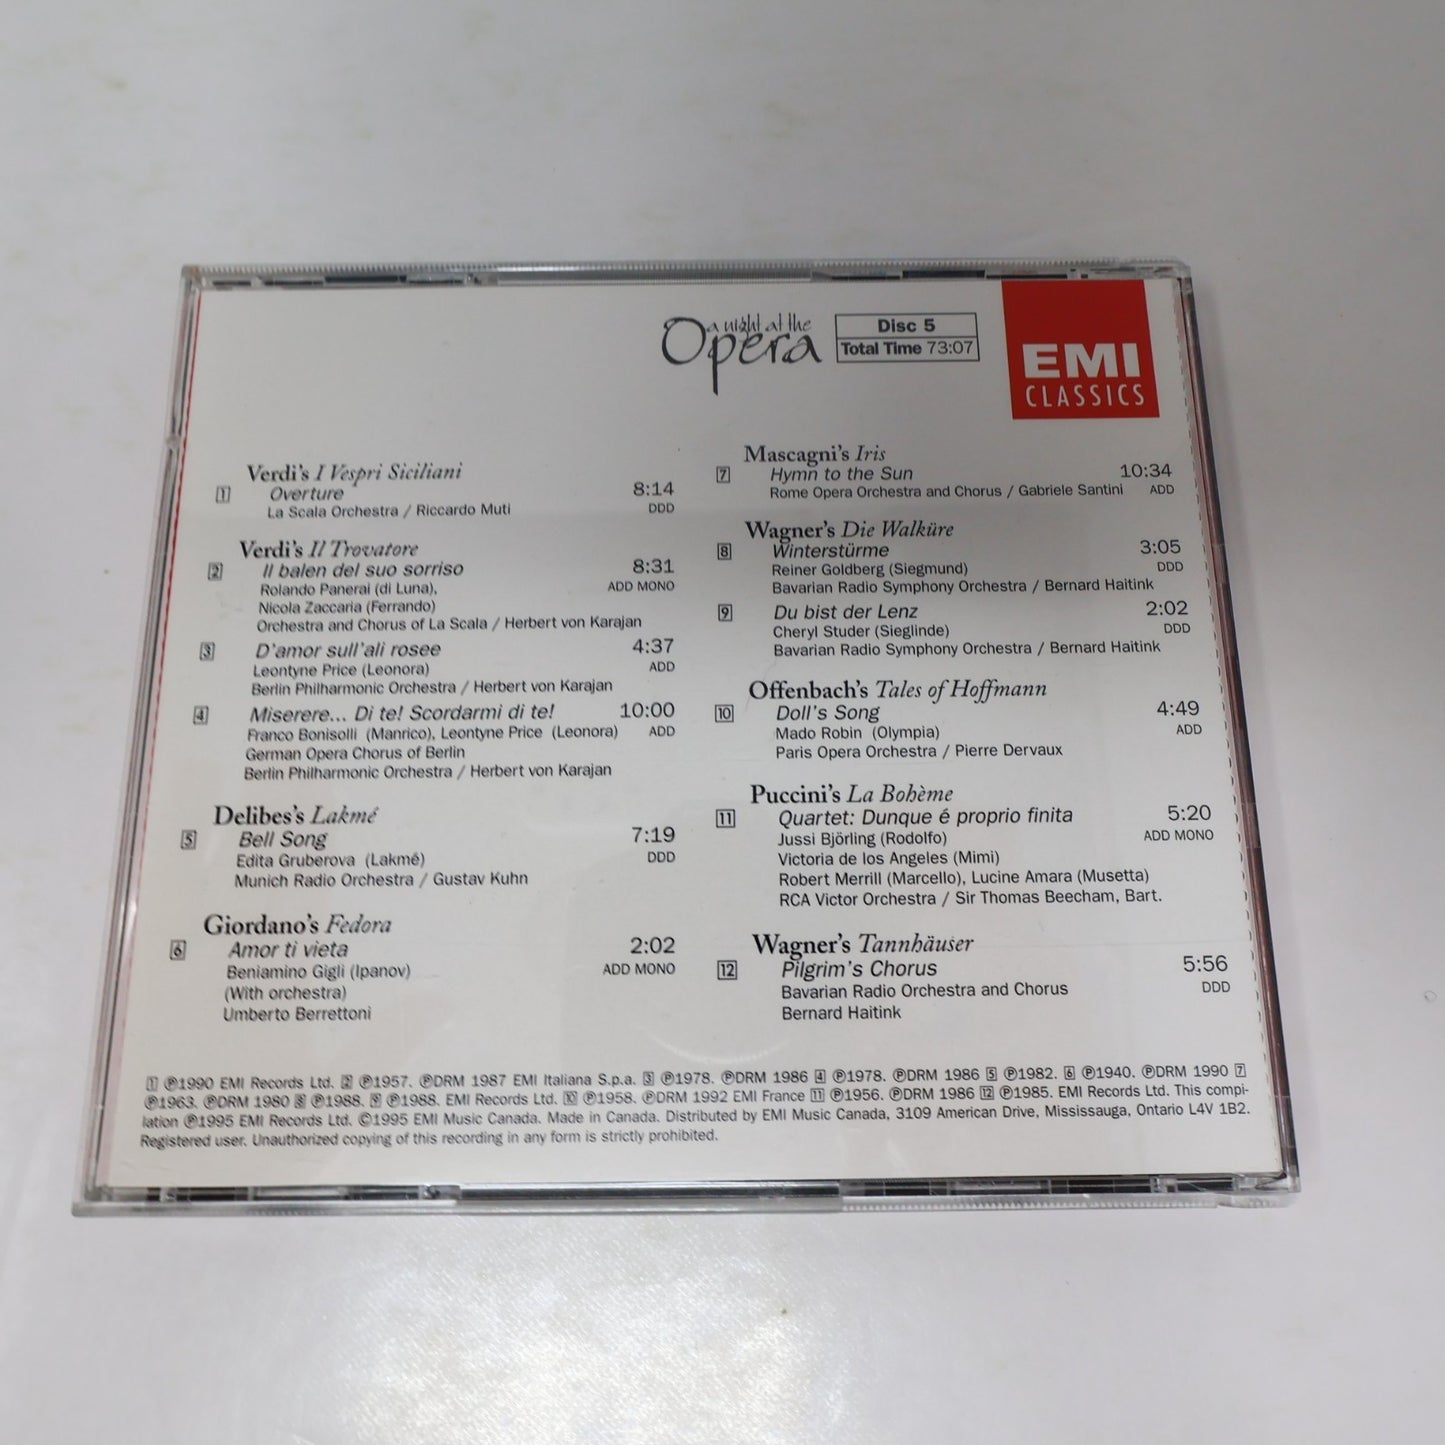 a night at the
Opera
Disc 5
Total Time 73:07
EMI
CLASSICS
Verdi's I Vespri Siciliani
1 Overture 8:14
La Scala Orchestra / Riccardo Muti DDD
Verdi's Il Trovatore
2 Il balen del suo sorriso 8:31
Rolando Panerai (di Luna), ADD MONO
Nicola Zaccaria (Ferrando)
Orchestra and Chorus of La Scala / Herbert von Karajan
3 D'amor sull'ali rosee 4:37
Leontyne Price (Leonora) ADD
Berlin Philharmonic Orchestra / Herbert von Karajan
4 Miserere... Di te! Scordarmi di te! 10:00
Franco Bonisolli (Manrico), Leontyne Price (Leonora) ADD
German Opera Chorus of Berlin
Berlin Philharmonic Orchestra / Herbert von Karajan
Delibes's Lakmé
5 Bell Song 7:19
Edita Gruberova (Lakmé) DDD
Munich Radio Orchestra / Gustav Kuhn
Giordano's Fedora
6 Amor ti vieta 2:02
Beniamino Gigli (Ipanov) ADD MONO
(With orchestra)
Umberto Berrettoni
Mascagni's Iris
7 Hymn to the Sun 10:34
Rome Opera Orchestra and Chorus / Gabriele Santini ADD
Wagner's Die Walküre
8 Winterstürme 3:05
Reiner Goldberg (Siegmund) DDD
Bavarian Radio Symphony Orchestra / Bernard Haitink
9 Du bist der Lenz 2:02
Cheryl Studer (Sieglinde) DDD
Bavarian Radio Symphony Orchestra / Bernard Haitink
Offenbach's Tales of Hoffmann
10 Doll's Song 4:49
Mado Robin (Olympia) ADD
Paris Opera Orchestra / Pierre Dervaux
Puccini's La Bohème
11 Quartet: Dunque é proprio finita 5:20
Jussi Björling (Rodolfo) ADD MONO
Victoria de los Angeles (Mimi)
Robert Merrill (Marcello), Lucine Amara (Musetta)
RCA Victor Orchestra / Sir Thomas Beecham, Bart.
Wagner's Tannhäuser
12 Pilgrim's Chorus 5:56
Bavarian Radio Orchestra and Chorus DDD
Bernard Haitink
1 ℗1990 EMI Records Ltd. 2 ℗1957. ℗DRM 1987 EMI Italiana S.p.a. 3 ℗1978. ℗DRM 1986 4 ℗1978. ℗DRM 1986 5 ℗1982. 6 ℗1940. ℗DRM 1990 7
℗1963. ℗DRM 1980 8 ℗1988. 9 ℗1988. EMI Records Ltd. 10 ℗1958. ℗DRM 1992 EMI France 11 ℗1956. ℗DRM 1986 12 ℗1985. EMI Records Ltd. This compi-
lation ℗1995 EMI Records Ltd. ©1995 EMI Music Canada. Made in Canada. Distributed by EMI Music Canada, 3109 American Drive, Mississauga, Ontario L4V 1B2.
Registered user. Unauthorized copying of this recording in any form is strictly prohibited.